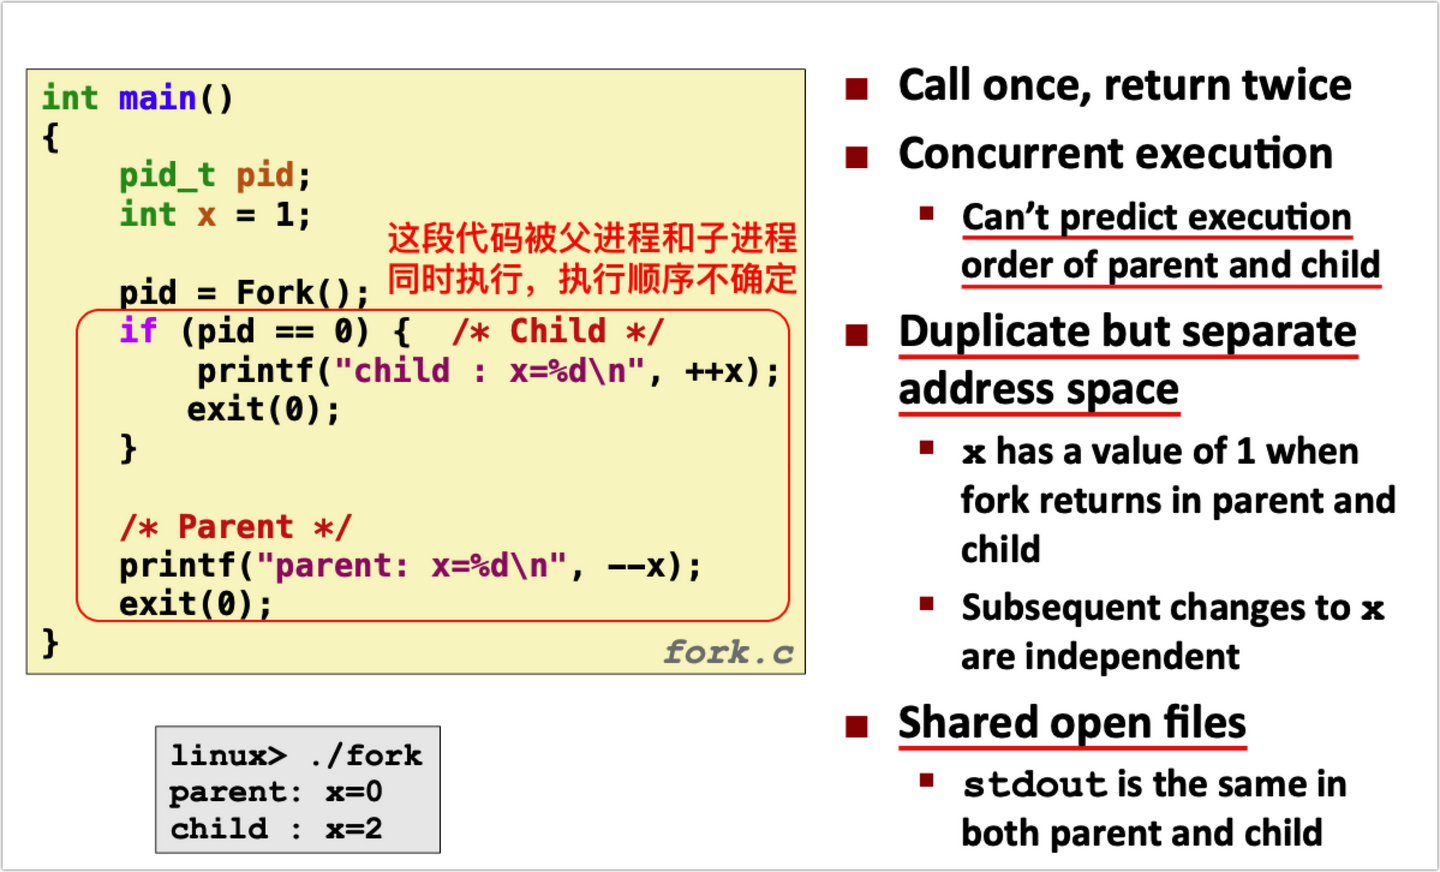 int main()
{
pid_t pid;
int x = 1;
这段代码被父进程和子进程
同时执行，执行顺序不确定
pid = Fork();
if (pid == 0) {  /* Child */
printf("child : x=%d\n", ++x);
exit(0);
}
/* Parent */
printf("parent: x=%d\n", --x);
exit(0);
}
fork.c
linux> ./fork
parent: x=0
child : x=2
Call once, return twice
Concurrent execution
Can't predict execution
order of parent and child
Duplicate but separate
address space
x has a value of 1 when
fork returns in parent and
child
Subsequent changes to x
are independent
Shared open files
stdout is the same in
both parent and child